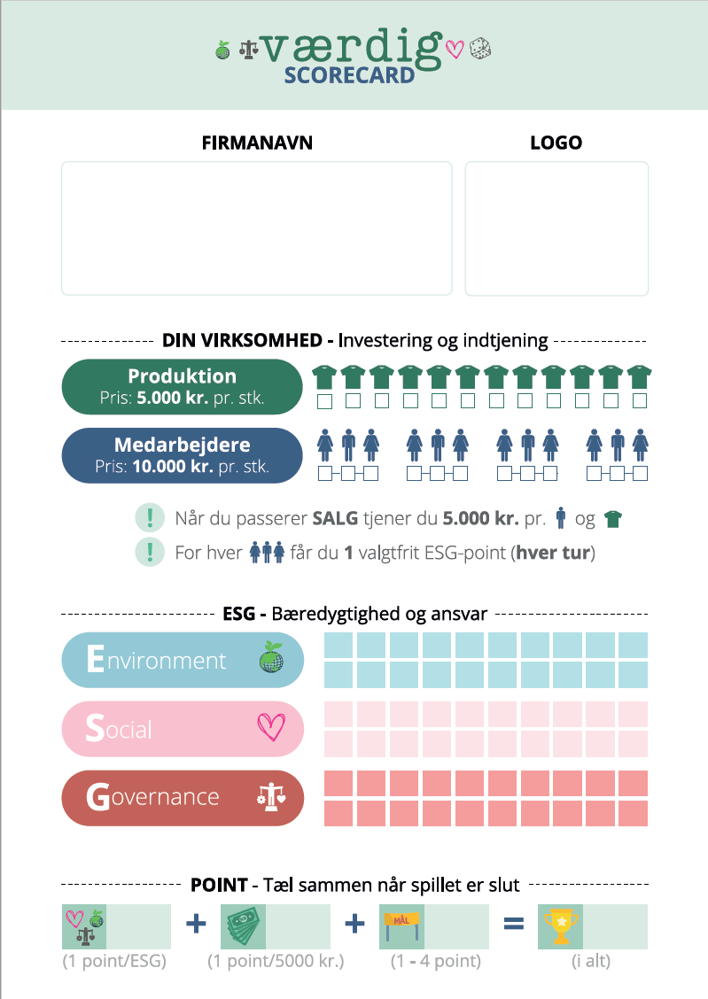 værdig
SCORECARD
FIRMANAVN
LOGO
DIN VIRKSOMHED - Investering og indtjening
Produktion
Pris: 5.000 kr. pr. stk.
Medarbejdere
Pris: 10.000 kr. pr. stk.
! Når du passerer SALG tjener du 5.000 kr. pr. og
! For hver får du 1 valgtfrit ESG-point (hver tur)
ESG - Bæredygtighed og ansvar
Environment
Social
Governance
POINT - Tæl sammen når spillet er slut
+ + MÅL =
(1 point/ESG) (1 point/5000 kr.) (1 - 4 point) (i alt)